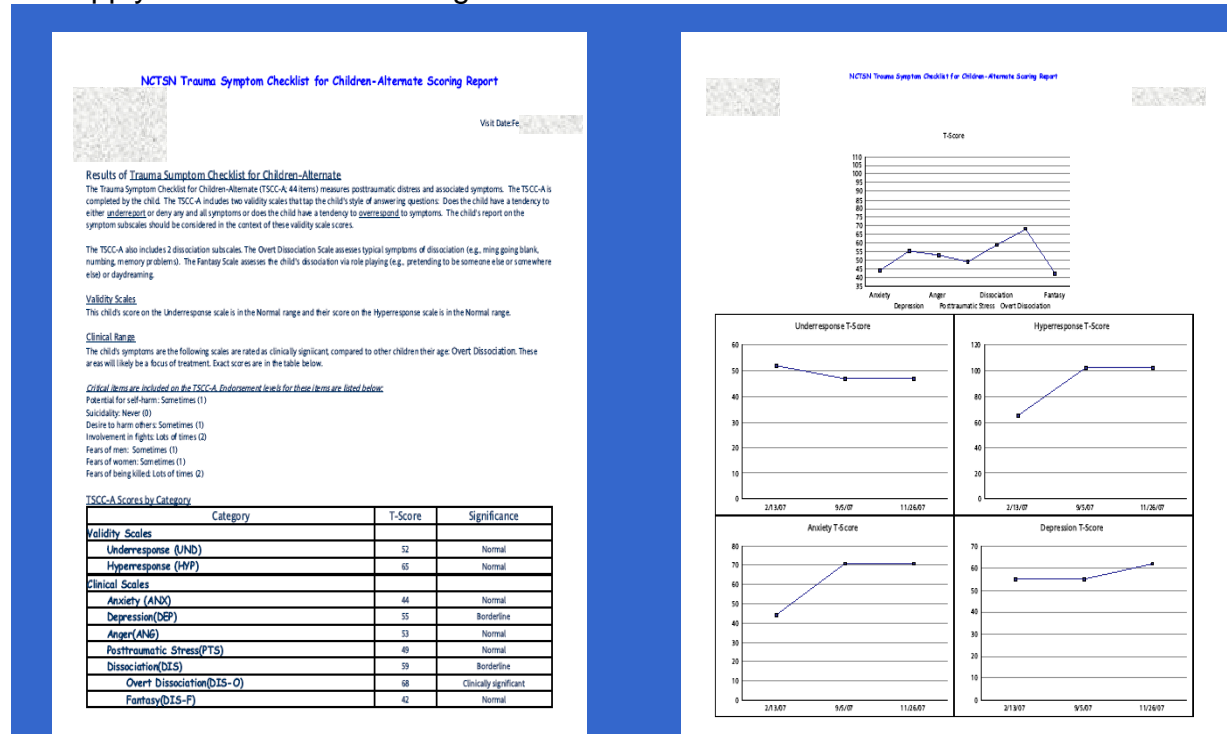 NCTSN Trauma Symptom Checklist for Children-Alternate Scoring Report
Visit Date:Fe
Results of Trauma Sumptom Checklist for Children-Alternate
The Trauma Symptom Checklist for Children-Alternate (TSCC-A; 44 items) measures posttraumatic distress and associated symptoms. The TSCC-A is
completed by the child. The TSCC-A includes two validity scales that tap the child's style of answering questions: Does the child have a tendency to
either underreport or deny any and all symptoms or does the child have a tendency to overrespond to symptoms. The child's report on the
symptom subscales should be considered in the context of these validity scale scores.
The TSCC-A also includes 2 dissociation subscales. The Overt Dissociation Scale assesses typical symptoms of dissociation (e.g., ming going blank,
numbing, memory problems). The Fantasy Scale assesses the child's dissociation via role playing (e.g., pretending to be someone else or somewhere
else) or daydreaming.
Validity Scales
This child's score on the Underresponse scale is in the Normal range and their score on the Hyperresponse scale is in the Normal range.
Clinical Range
The child's symptoms are the following scales are rated as clinically signiicant, compared to other children their age: Overt Dissociation. These
areas will likely be a focus of treatment. Exact scores are in the table below.
Critical items are included on the TSCC-A. Endorsement levels for these items are listed below:
Potential for self-harm: Sometimes (1)
Suicidality: Never (0)
Desire to harm others: Sometimes (1)
Involvement in fights: Lots of times (2)
Fears of men: Sometimes (1)
Fears of women: Sometimes (1)
Fears of being killed: Lots of times (2)
TSCC-A Scores by Category
Category T-Score Significance
Validity Scales
Underresponse (UND) 52 Normal
Hyperresponse (HYP) 65 Normal
Clinical Scales
Anxiety (ANX) 44 Normal
Depression(DEP) 55 Borderline
Anger(ANG) 53 Normal
Posttraumatic Stress(PTS) 49 Normal
Dissociation(DIS) 59 Borderline
Overt Dissociation(DIS-O) 68 Clinically significant
Fantasy(DIS-F) 42 Normal
NCTSN Trauma Symptom Checklist for Children-Alternate Scoring Report
T-Score
110
105
100
95
90
85
80
75
70
65
60
55
50
45
40
35
Anxiety Anger Dissociation Fantasy
Depression Posttraumatic Stress Overt Dissociation
Underresponse T-Score
60
50
40
30
20
10
0
2/13/07 9/5/07 11/26/07
Hyperresponse T-Score
120
100
80
60
40
20
0
2/13/07 9/5/07 11/26/07
Anxiety T-Score
80
70
60
50
40
30
20
10
0
2/13/07 9/5/07 11/26/07
Depression T-Score
70
60
50
40
30
20
10
0
2/13/07 9/5/07 11/26/07